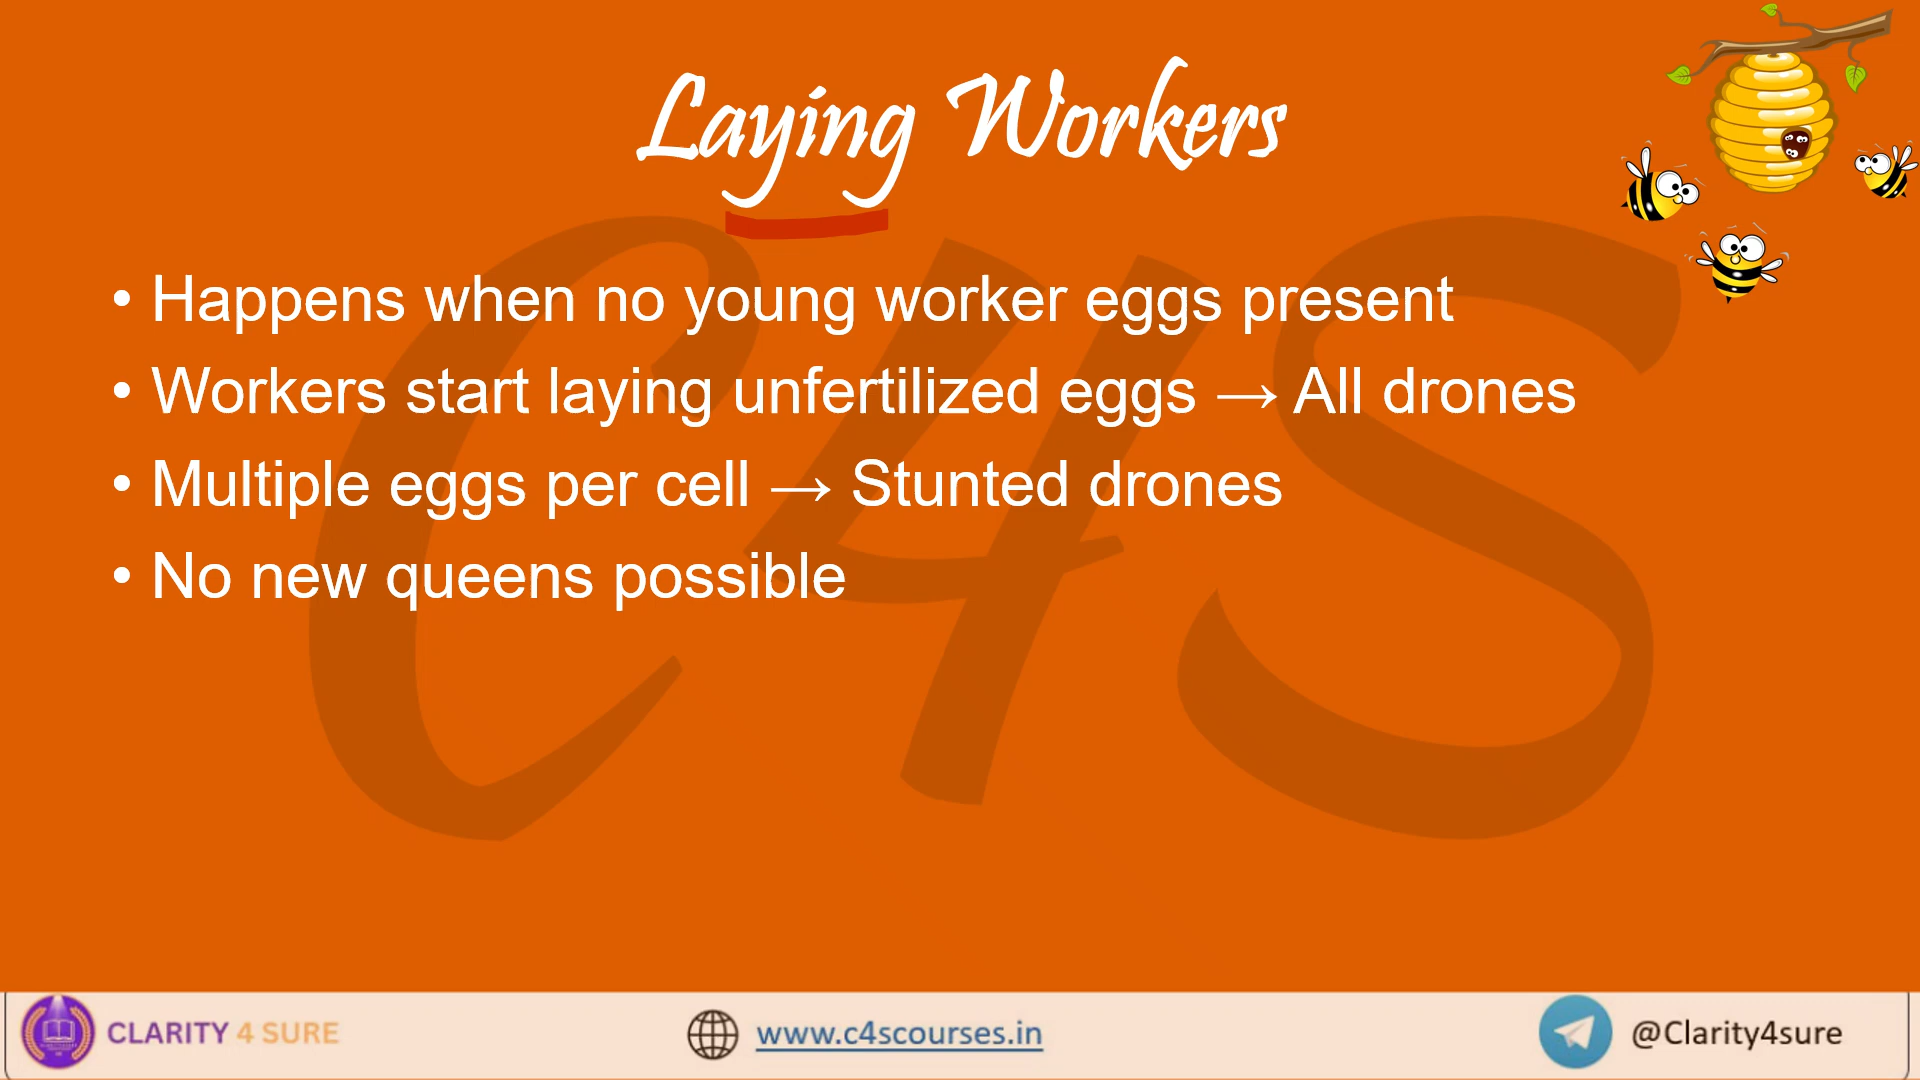 Laying Workers
• Happens when no young worker eggs present
• Workers start laying unfertilized eggs → All drones
• Multiple eggs per cell → Stunted drones
• No new queens possible
C4S
CLARITY 4 SURE
www.c4scourses.in
@Clarity4sure